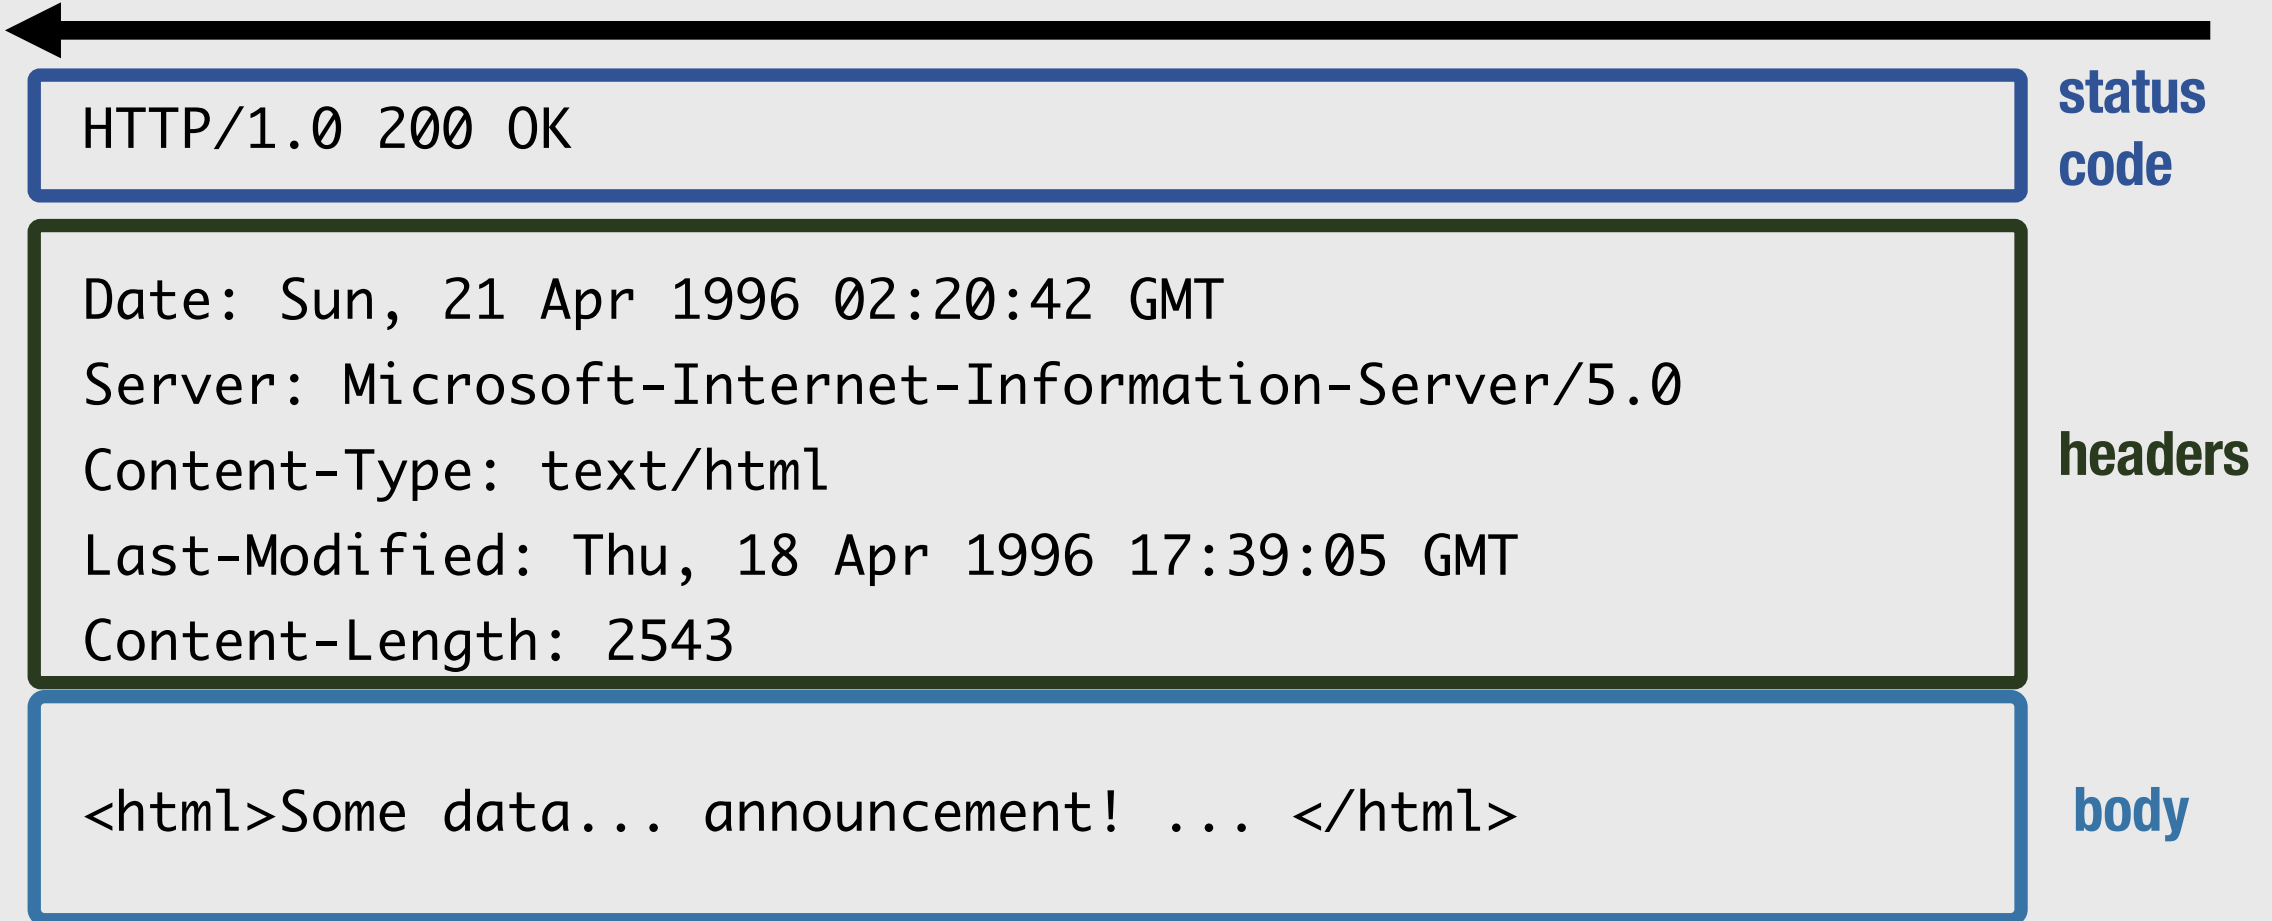 HTTP/1.0 200 OK
status
code
Date: Sun, 21 Apr 1996 02:20:42 GMT
Server: Microsoft-Internet-Information-Server/5.0
Content-Type: text/html
Last-Modified: Thu, 18 Apr 1996 17:39:05 GMT
Content-Length: 2543
headers
<html>Some data... announcement! ... </html>
body